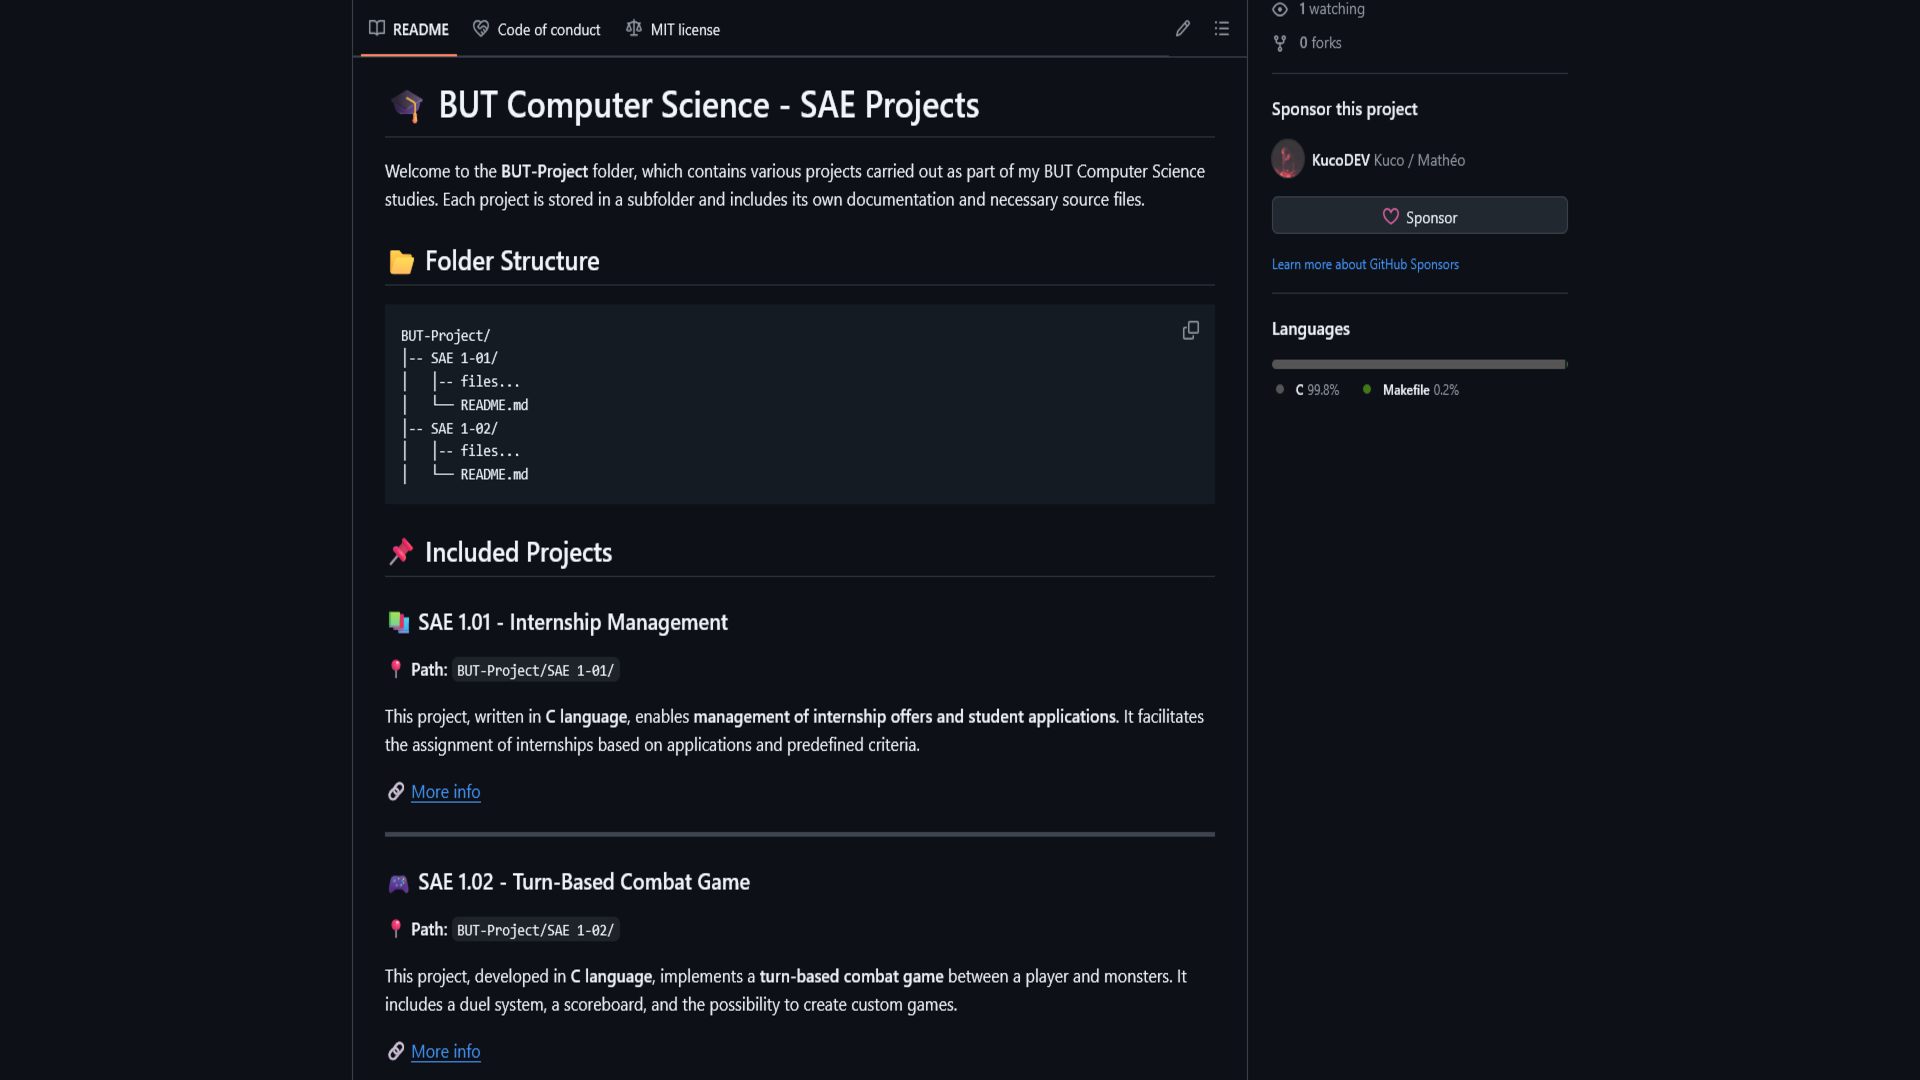 README
Code of conduct
MIT license
BUT Computer Science - SAE Projects
Welcome to the BUT-Project folder, which contains various projects carried out as part of my BUT Computer Science
studies. Each project is stored in a subfolder and includes its own documentation and necessary source files.
Folder Structure
BUT-Project/
|-- SAE 1-01/
|   |-- files...
|   └── README.md
|-- SAE 1-02/
|   |-- files...
|   └── README.md
Included Projects
SAE 1.01 - Internship Management
Path: BUT-Project/SAE 1-01/
This project, written in C language, enables management of internship offers and student applications. It facilitates
the assignment of internships based on applications and predefined criteria.
More info
SAE 1.02 - Turn-Based Combat Game
Path: BUT-Project/SAE 1-02/
This project, developed in C language, implements a turn-based combat game between a player and monsters. It
includes a duel system, a scoreboard, and the possibility to create custom games.
More info
1 watching
0 forks
Sponsor this project
KucoDEV Kuco / Mathéo
Sponsor
Learn more about GitHub Sponsors
Languages
C 99.8%
Makefile 0.2%